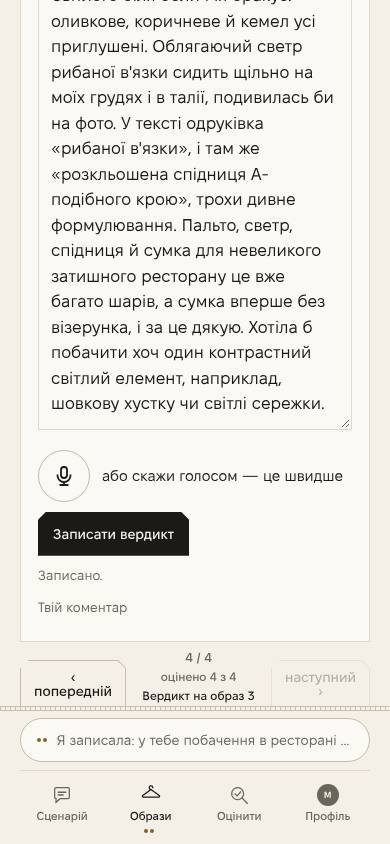 оливкове, коричневе й кемел усі
приглушені. Облягаючий светр
рибаної в'язки сидить щільно на
моїх грудях і в талії, подивилась би
на фото. У тексті одруківка
«рибаної в'язки», і там же
«розкльошена спідниця А-
подібного крою», трохи дивне
формулювання. Пальто, светр,
спідниця й сумка для невеликого
затишного ресторану це вже
багато шарів, а сумка вперше без
візерунка, і за це дякую. Хотіла б
побачити хоч один контрастний
світлий елемент, наприклад,
шовкову хустку чи світлі сережки.
або скажи голосом — це швидше
Записати вердикт
Записано.
Твій коментар
‹ попередній
4 / 4
оцінено 4 з 4
Вердикт на образ 3
наступний ›
Я записала: у тебе побачення в ресторані ...
Сценарій
Образи
Оцінити
М
Профіль